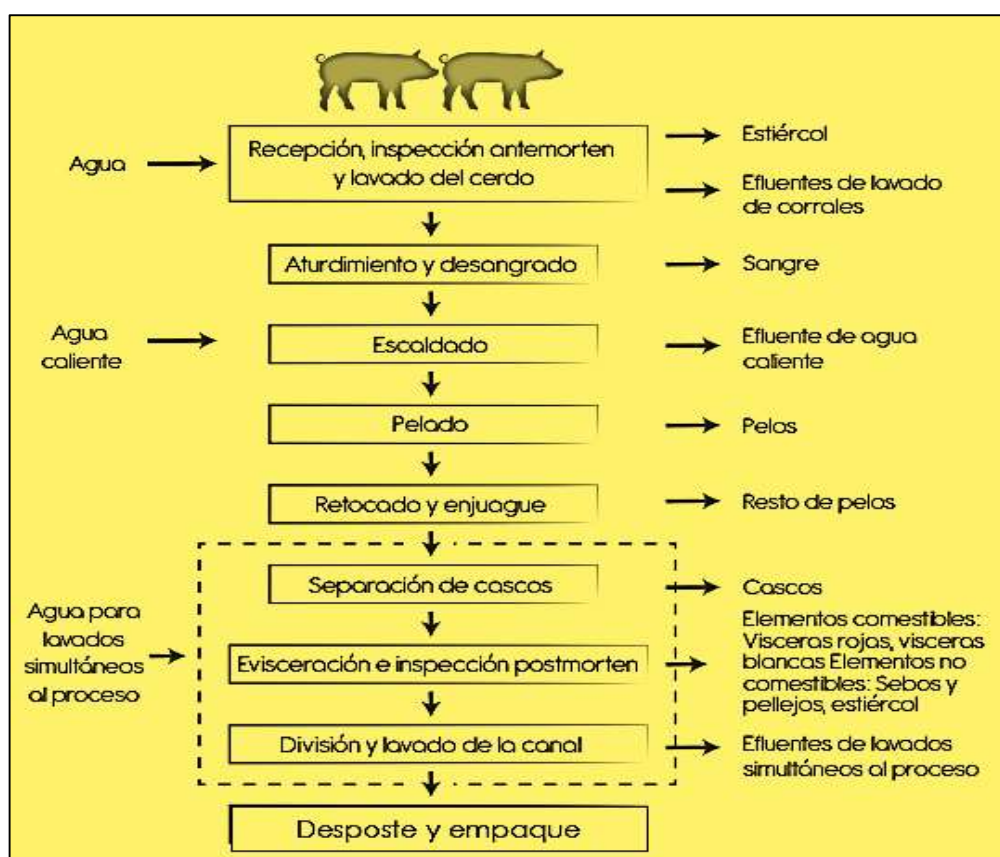 Recepción, inspección antemorten
y lavado del cerdo
Agua
Estiércol
Efluentes de lavado
de corrales
Aturdimiento y desangrado
Sangre
Agua
caliente
Escaldado
Efluente de agua
caliente
Pelado
Pelos
Retocado y enjuague
Resto de pelos
Separación de cascos
Cascos
Agua para
lavados
simultáneos
al proceso
Evisceración e inspección postmorten
Elementos comestibles:
Visceras rojas, visceras
blancas Elementos no
comestibles: Sebos y
pellejos, estiércol
División y lavado de la canal
Efluentes de lavados
simultáneos al proceso
Desposte y empaque